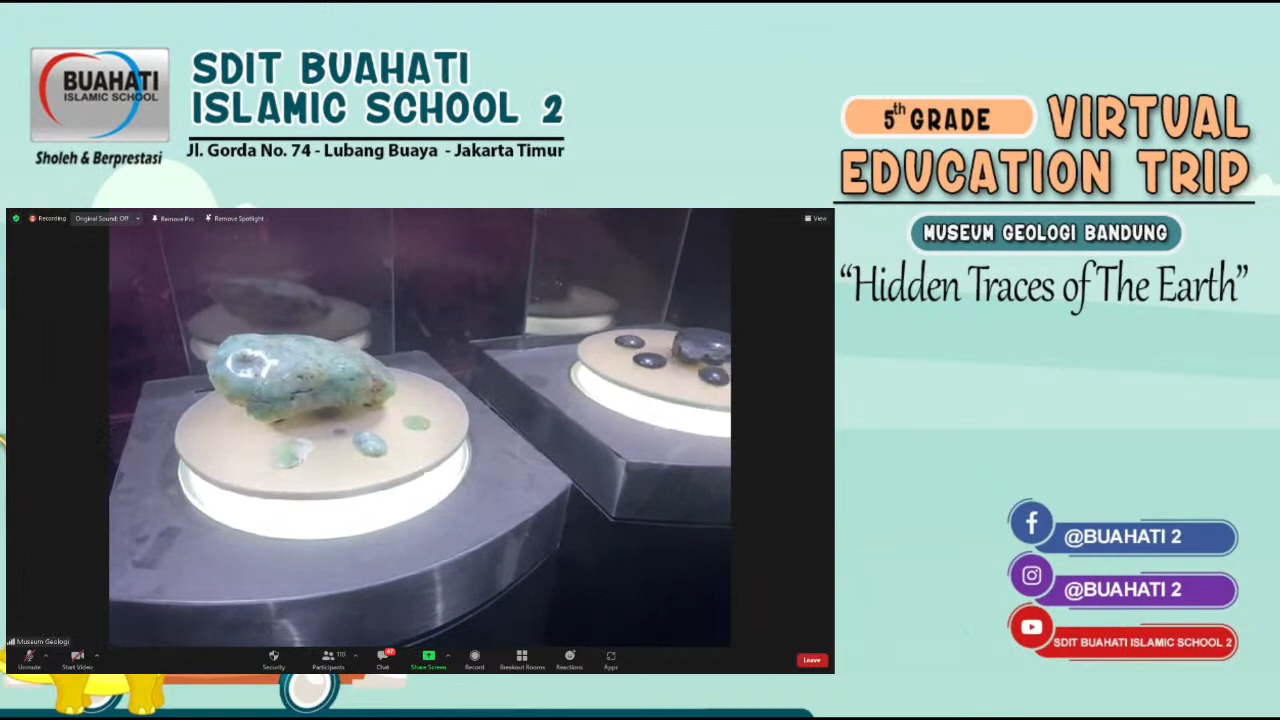 BUAHATI
ISLAMIC SCHOOL
Sholeh & Berprestasi
SDIT BUAHATI
ISLAMIC SCHOOL 2
Jl. Gorda No. 74 - Lubang Buaya - Jakarta Timur
5th GRADE VIRTUAL
EDUCATION TRIP
MUSEUM GEOLOGI BANDUNG
“Hidden Traces of The Earth”
Recording Original Sound: Off Remove Pin Remove Spotlight View
Museum Geologi
Unmute Start Video Security Participants 110 Chat 47 Share Screen Record Breakout Rooms Reactions Apps Leave
@BUAHATI 2
@BUAHATI 2
SDIT BUAHATI ISLAMIC SCHOOL 2